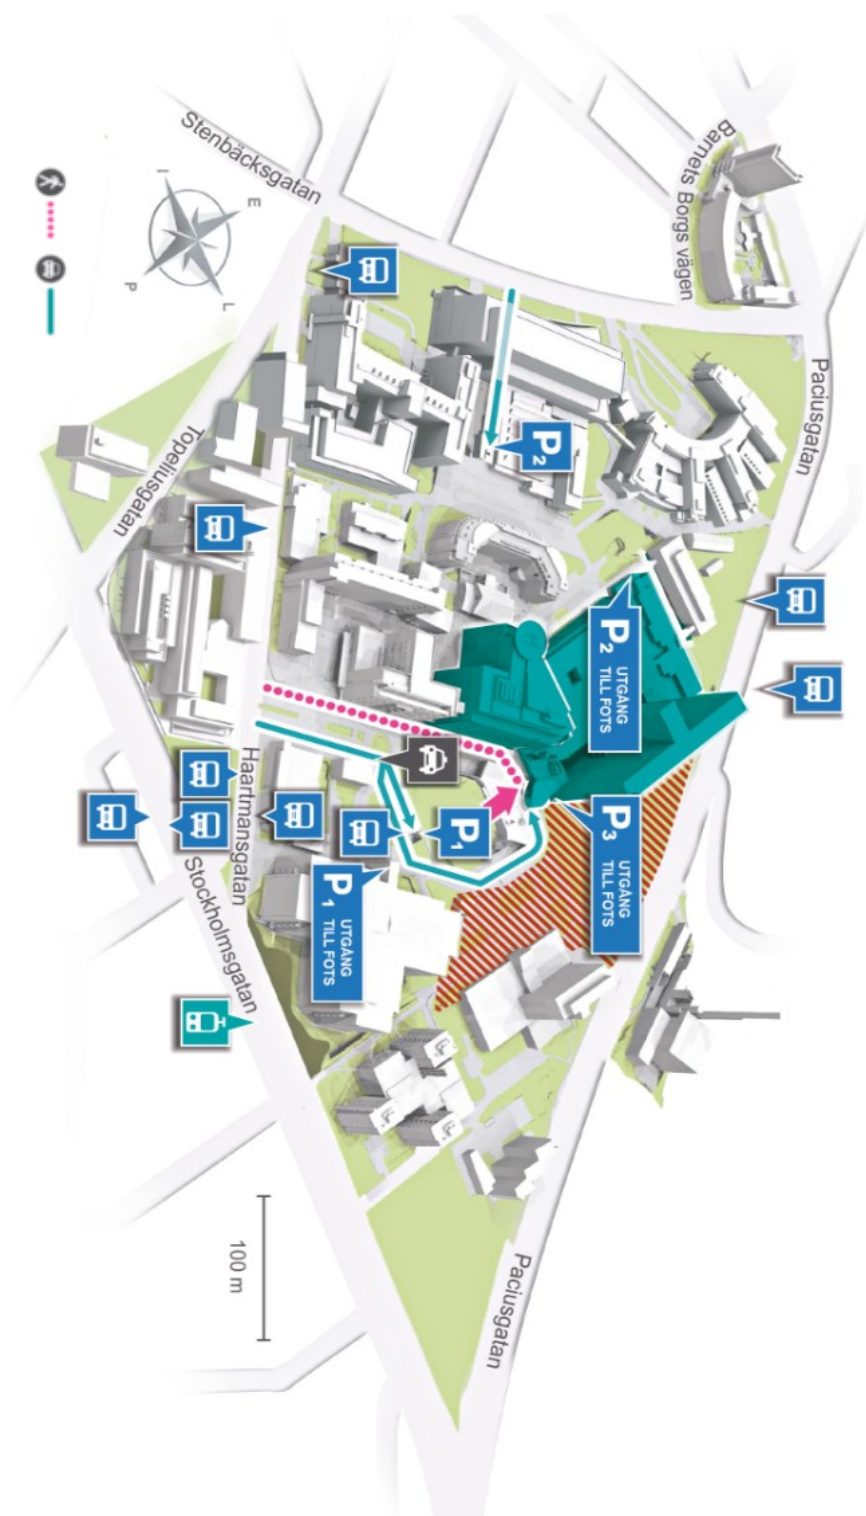 Paciusgatan
Barnets Borgs vägen
P2 UTGÅNG
TILL FOTS
P3 UTGÅNG
TILL FOTS
P2
Paciusgatan
P1
P1 UTGÅNG
TILL FOTS
Stenbäcksgatan
Haartmansgatan
100 m
Stockholmsgatan
Topeliusgatan
E
L
I
P